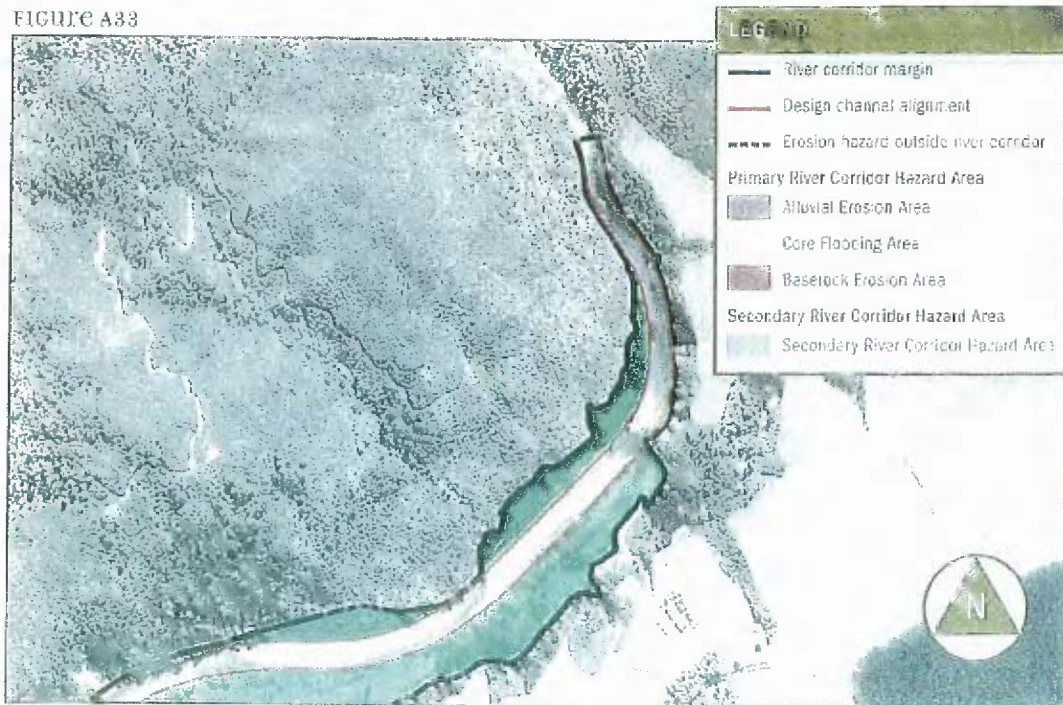 FIGURE A33
LEGEND
River corridor margin
Design channel alignment
Erosion hazard outside river corridor
Primary River Corridor Hazard Area
Alluvial Erosion Area
Core Flooding Area
Baserock Erosion Area
Secondary River Corridor Hazard Area
Secondary River Corridor Hazard Area
N